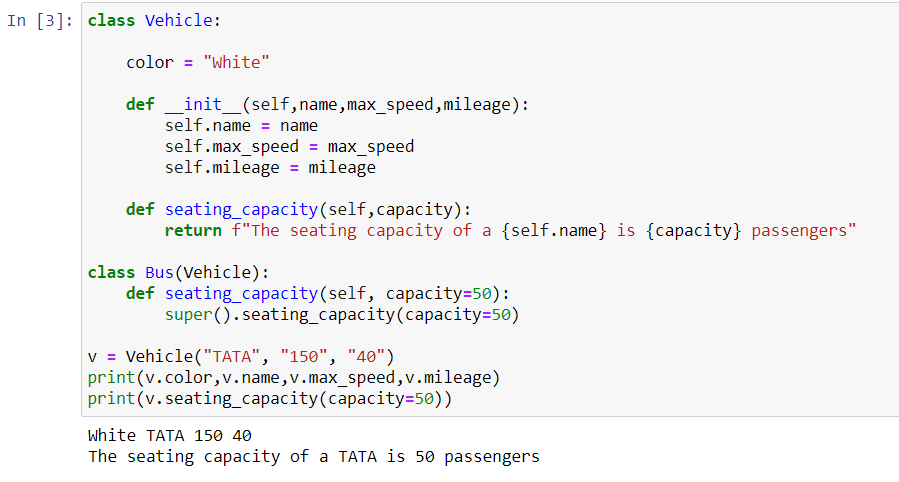 In [3]: class Vehicle:
color = "White"
def __init__(self,name,max_speed,mileage):
self.name = name
self.max_speed = max_speed
self.mileage = mileage
def seating_capacity(self,capacity):
return f"The seating capacity of a {self.name} is {capacity} passengers"
class Bus(Vehicle):
def seating_capacity(self, capacity=50):
super().seating_capacity(capacity=50)
v = Vehicle("TATA", "150", "40")
print(v.color,v.name,v.max_speed,v.mileage)
print(v.seating_capacity(capacity=50))
White TATA 150 40
The seating capacity of a TATA is 50 passengers